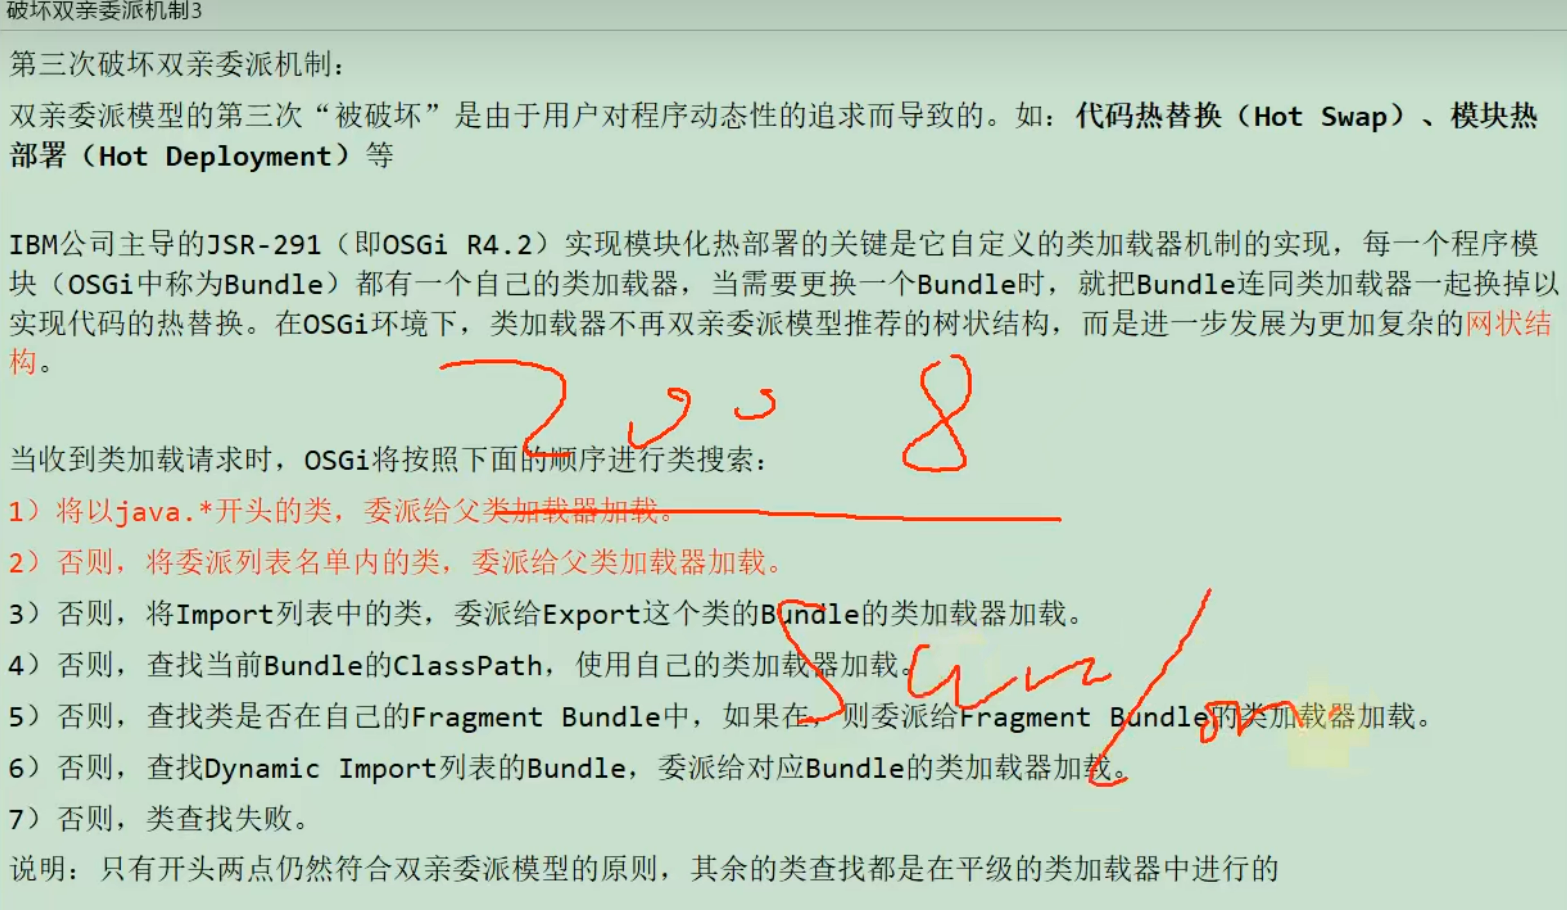 破坏双亲委派机制3
第三次破坏双亲委派机制：
双亲委派模型的第三次“被破坏”是由于用户对程序动态性的追求而导致的。如：代码热替换（Hot Swap）、模块热
部署（Hot Deployment）等
IBM公司主导的JSR-291（即OSGi R4.2）实现模块化热部署的关键是它自定义的类加载器机制的实现，每一个程序模
块（OSGi中称为Bundle）都有一个自己的类加载器，当需要更换一个Bundle时，就把Bundle连同类加载器一起换掉以
实现代码的热替换。在OSGi环境下，类加载器不再双亲委派模型推荐的树状结构，而是进一步发展为更加复杂的网状结
构。
2008
当收到类加载请求时，OSGi将按照下面的顺序进行类搜索：
1）将以java.*开头的类，委派给父类加载器加载。
2）否则，将委派列表名单内的类，委派给父类加载器加载。
3）否则，将Import列表中的类，委派给Export这个类的Bundle的类加载器加载。
4）否则，查找当前Bundle的ClassPath，使用自己的类加载器加载。
5）否则，查找类是否在自己的Fragment Bundle中，如果在，则委派给Fragment Bundle的类加载器加载。
6）否则，查找Dynamic Import列表的Bundle，委派给对应Bundle的类加载器加载。
7）否则，类查找失败。
说明：只有开头两点仍然符合双亲委派模型的原则，其余的类查找都是在平级的类加载器中进行的